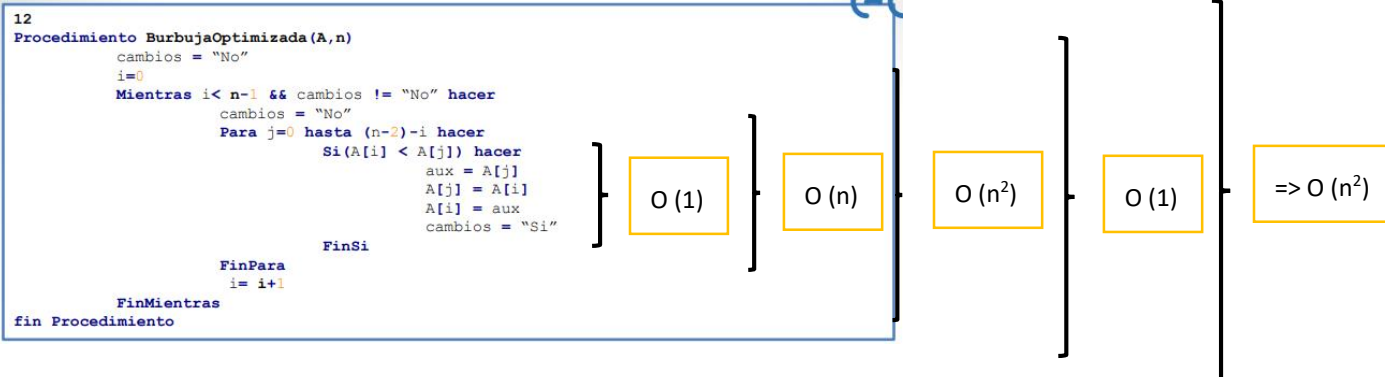 12
Procedimiento BurbujaOptimizada(A,n)
cambios = “No”
i=0
Mientras i< n-1 && cambios != “No” hacer
cambios = “No”
Para j=0 hasta (n-2)-i hacer
Si(A[i] < A[j]) hacer
aux = A[j]
A[j] = A[i]
A[i] = aux
cambios = “Si”
FinSi
FinPara
i= i+1
FinMientras
fin Procedimiento
O (1)
O (n)
O (n²)
O (1)
=> O (n²)